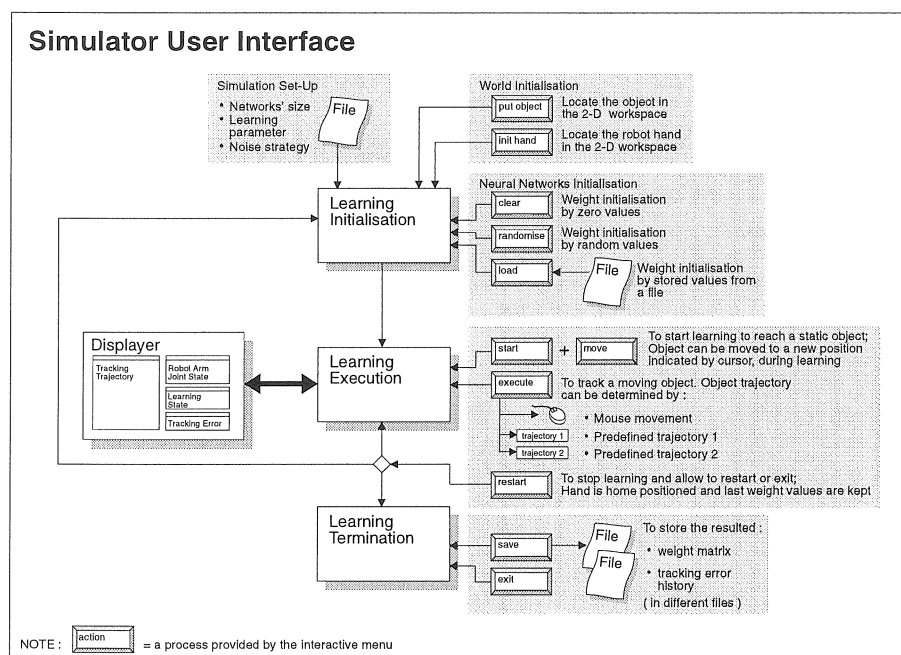 Simulator User Interface
Simulation Set-Up
• Networks' size
• Learning
parameter
• Noise strategy
File
World Initialisation
put object
Locate the object in
the 2-D workspace
init hand
Locate the robot hand
in the 2-D workspace
Learning
Initialisation
Neural Networks Initialisation
clear
Weight initialisation
by zero values
randomise
Weight initialisation
by random values
load
File
Weight initialisation
by stored values from
a file
Displayer
Tracking
Trajectory
Robot Arm
Joint State
Learning
State
Tracking Error
Learning
Execution
start
+
move
To start learning to reach a static object;
Object can be moved to a new position
indicated by cursor, during learning
execute
To track a moving object. Object trajectory
can be determined by :
• Mouse movement
trajectory 1
• Predefined trajectory 1
trajectory 2
• Predefined trajectory 2
restart
To stop learning and allow to restart or exit;
Hand is home positioned and last weight values are kept
Learning
Termination
save
exit
File
File
To store the resulted :
• weight matrix
• tracking error
history
( in different files )
NOTE :
action
= a process provided by the interactive menu